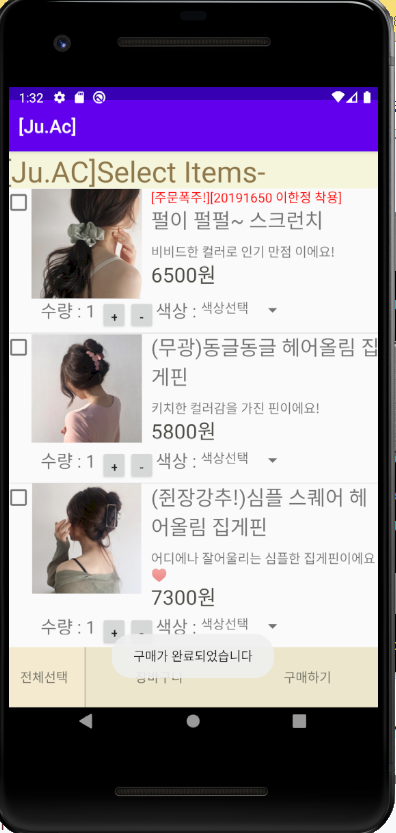 1:32
[Ju.Ac]
[Ju.AC]Select Items-
[주문폭주!][20191650 이한정 착용]
펄이 펄펄~ 스크런치
비비드한 컬러로 인기 만점 이에요!
6500원
수량 : 1 + - 색상 : 색상선택
(무광)동글동글 헤어올림 집
게핀
키치한 컬러감을 가진 핀이에요!
5800원
수량 : 1 + - 색상 : 색상선택
(쥔장강추!)심플 스퀘어 헤
어올림 집게핀
어디에나 잘어울리는 심플한 집게핀이에요
❤
7300원
수량 : 1 + - 색상 : 색상선택
구매가 완료되었습니다
전체선택 구매하기